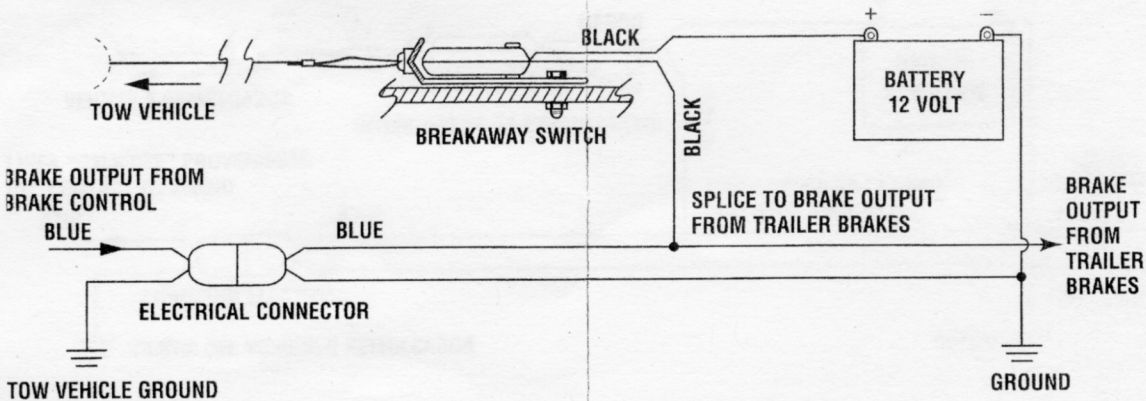 + −
BLACK
BATTERY
12 VOLT
TOW VEHICLE
BREAKAWAY SWITCH
BLACK
BRAKE OUTPUT FROM
BRAKE CONTROL
BLUE
BLUE
SPLICE TO BRAKE OUTPUT
FROM TRAILER BRAKES
BRAKE
OUTPUT
FROM
TRAILER
BRAKES
ELECTRICAL CONNECTOR
TOW VEHICLE GROUND
GROUND